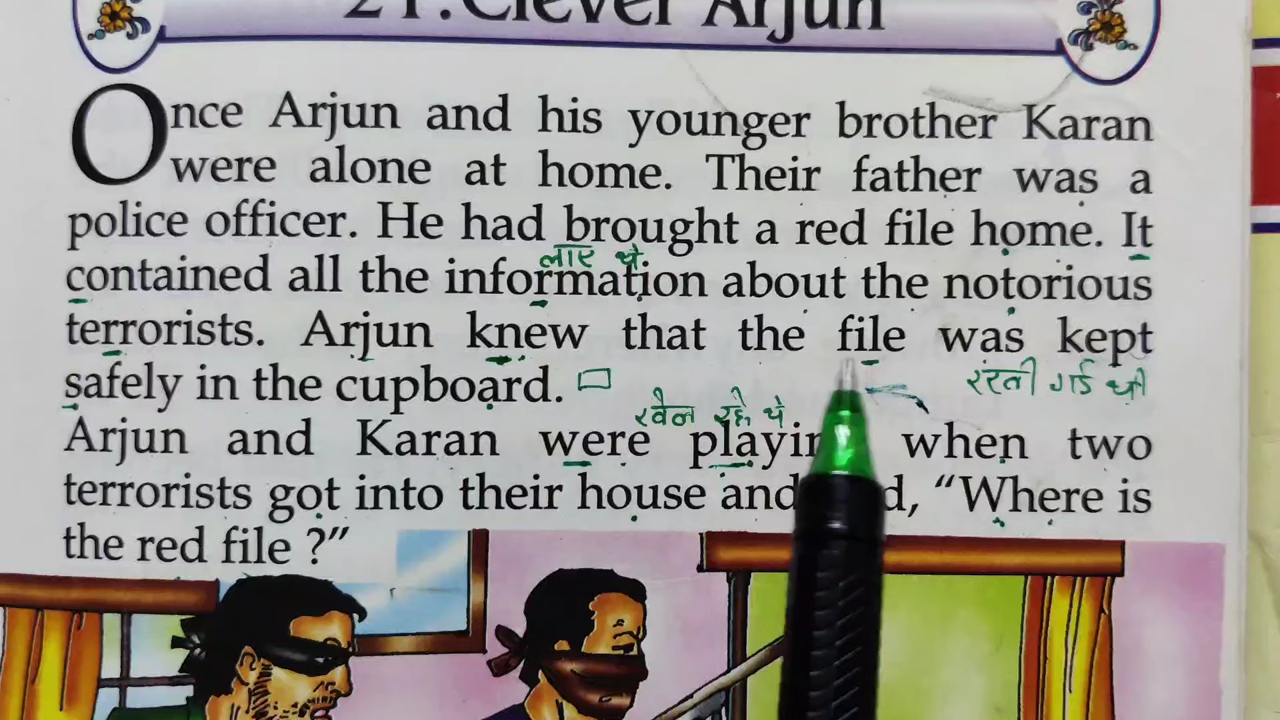 21. Clever Arjun
Once Arjun and his younger brother Karan
were alone at home. Their father was a
police officer. He had brought a red file home. It
लाए थे
contained all the information about the notorious
terrorists. Arjun knew that the file was kept
रखी गई थी
safely in the cupboard.
खेल रहे थे
Arjun and Karan were playin when two
terrorists got into their house and d, “Where is
the red file ?”